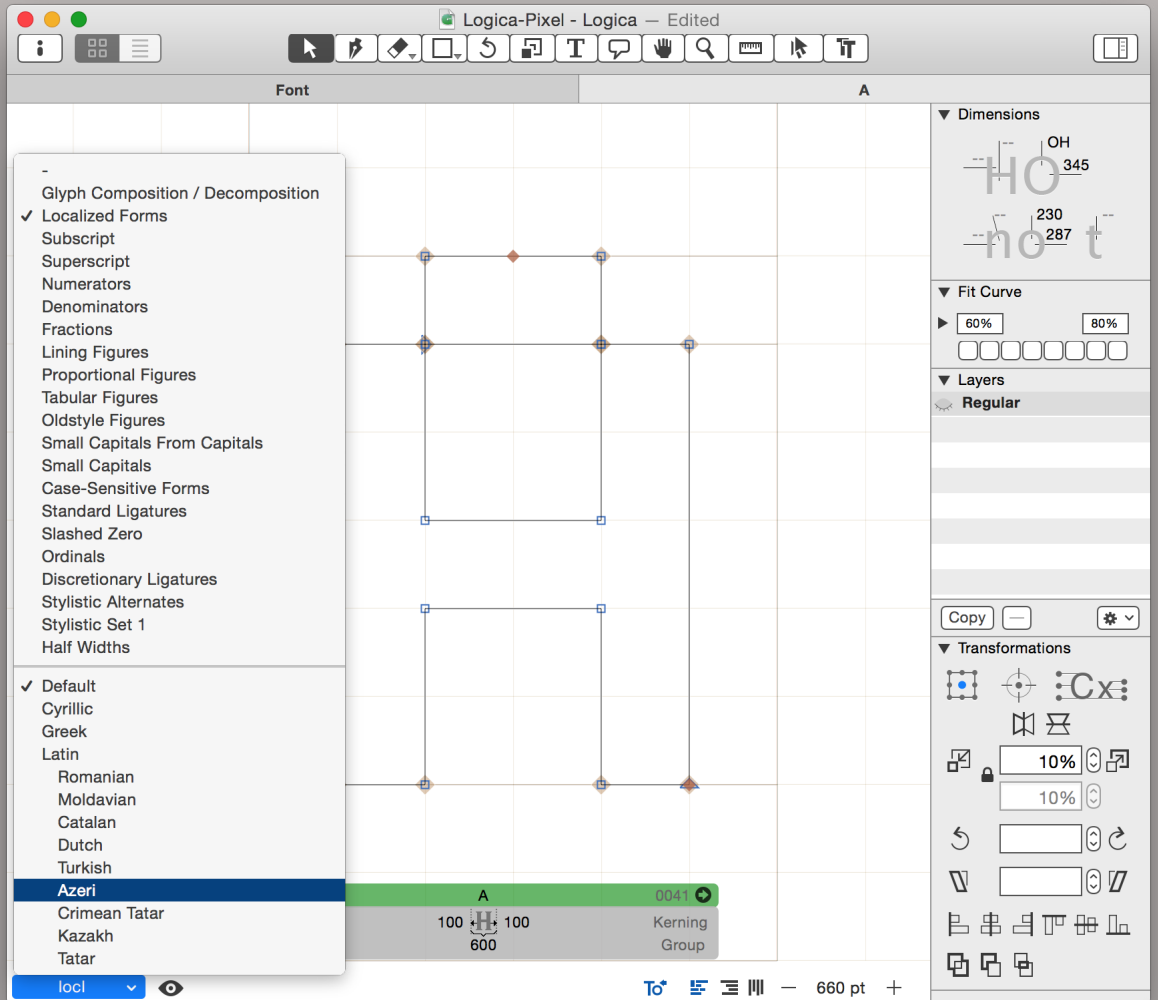 Logica-Pixel - Logica — Edited
Font
A
-
Glyph Composition / Decomposition
✓ Localized Forms
Subscript
Superscript
Numerators
Denominators
Fractions
Lining Figures
Proportional Figures
Tabular Figures
Oldstyle Figures
Small Capitals From Capitals
Small Capitals
Case-Sensitive Forms
Standard Ligatures
Slashed Zero
Ordinals
Discretionary Ligatures
Stylistic Alternates
Stylistic Set 1
Half Widths
✓ Default
Cyrillic
Greek
Latin
Romanian
Moldavian
Catalan
Dutch
Turkish
Azeri
Crimean Tatar
Kazakh
Tatar
locl
A 0041
100 H 100 Kerning
600 Group
660 pt
Dimensions
OH
-- -- HO 345
-- 230 --
-- no 287 t
Fit Curve
60% 80%
Layers
Regular
Copy
Transformations
Cx
10%
10%